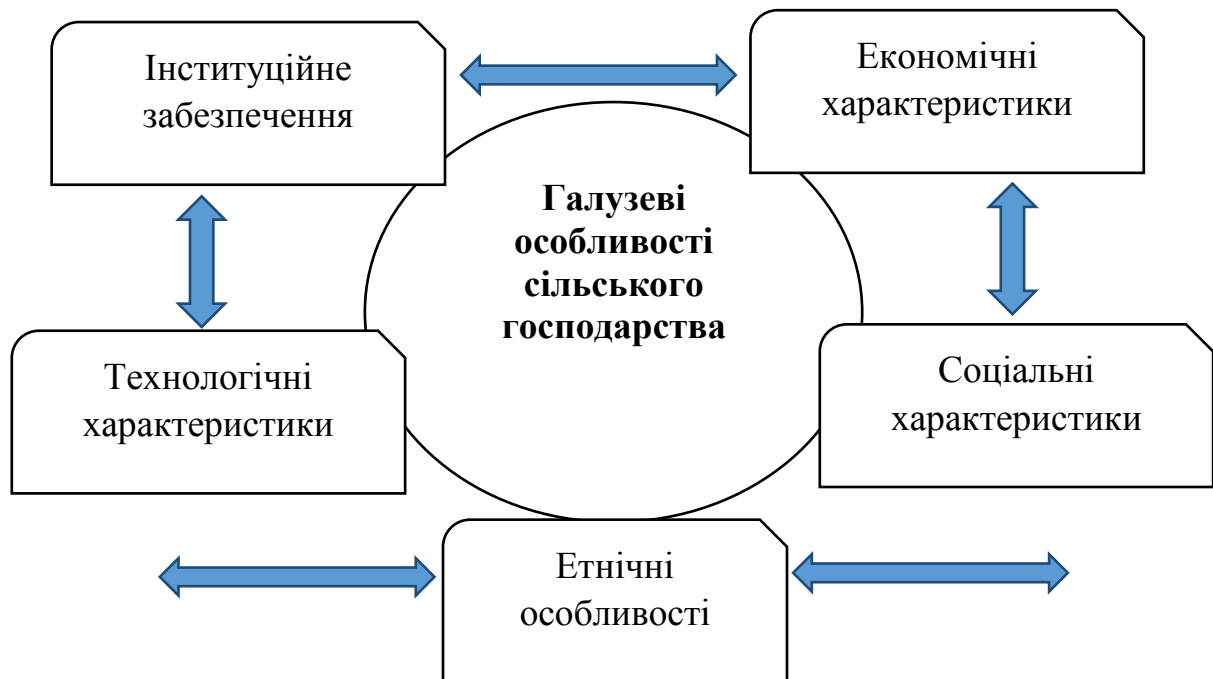 Інституційне
забезпечення
Економічні
характеристики
Галузеві
особливості
сільського
господарства
Технологічні
характеристики
Соціальні
характеристики
Етнічні
особливості